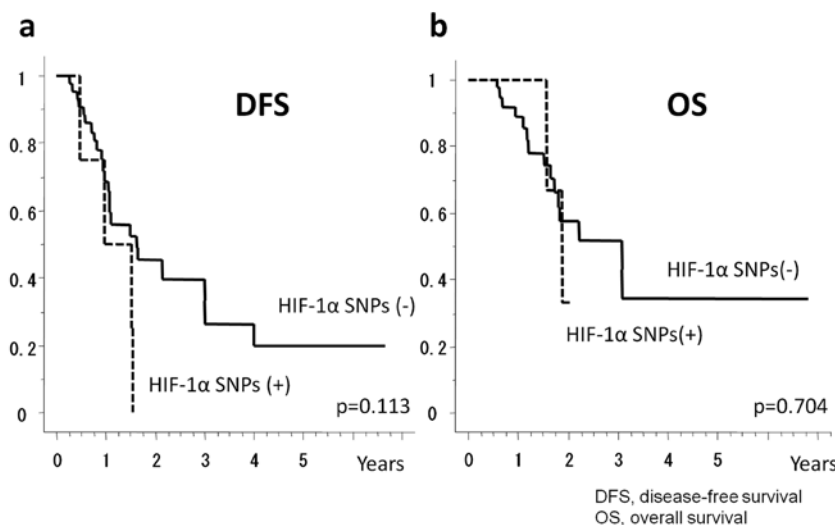 a
DFS
1
0.8
0.6
0.4
0.2
0
HIF-1α SNPs (-)
HIF-1α SNPs (+)
p=0.113
0 1 2 3 4 5 Years
b
OS
1
0.8
0.6
0.4
0.2
0
HIF-1α SNPs(-)
HIF-1α SNPs(+)
p=0.704
0 1 2 3 4 5 Years
DFS, disease-free survival
OS, overall survival